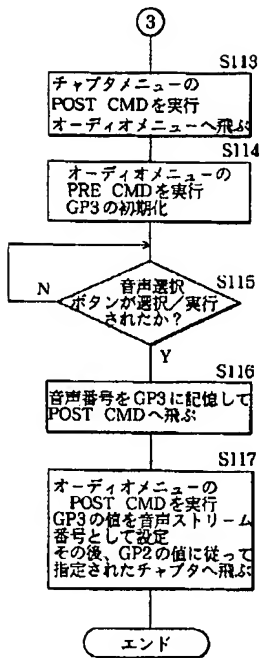 3
S113
チャプタメニューの
POST CMDを実行
オーディオメニューへ飛ぶ
S114
オーディオメニューの
PRE CMDを実行
GP3の初期化
S115
音声選択
ボタンが選択/実行
されたか?
N
Y
S116
音声番号をGP3に記憶して
POST CMDへ飛ぶ
S117
オーディオメニューの
POST CMDを実行
GP3の値を音声ストリーム
番号として設定
その後、GP2の値に従って
指定されたチャプタへ飛ぶ
エンド